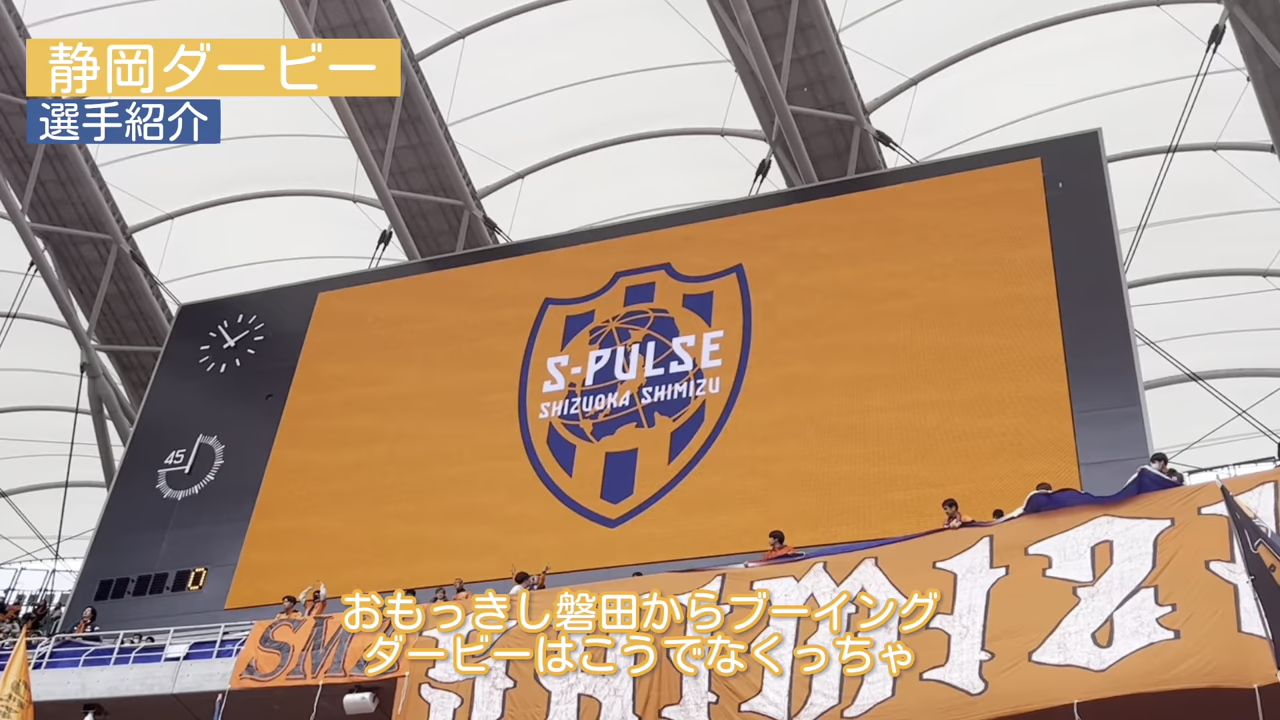 静岡ダービー
選手紹介
S-PULSE
SHIZUOKA SHIMIZU
45
0
おもっきし磐田からブーイング
ダービーはこうでなくっちゃ